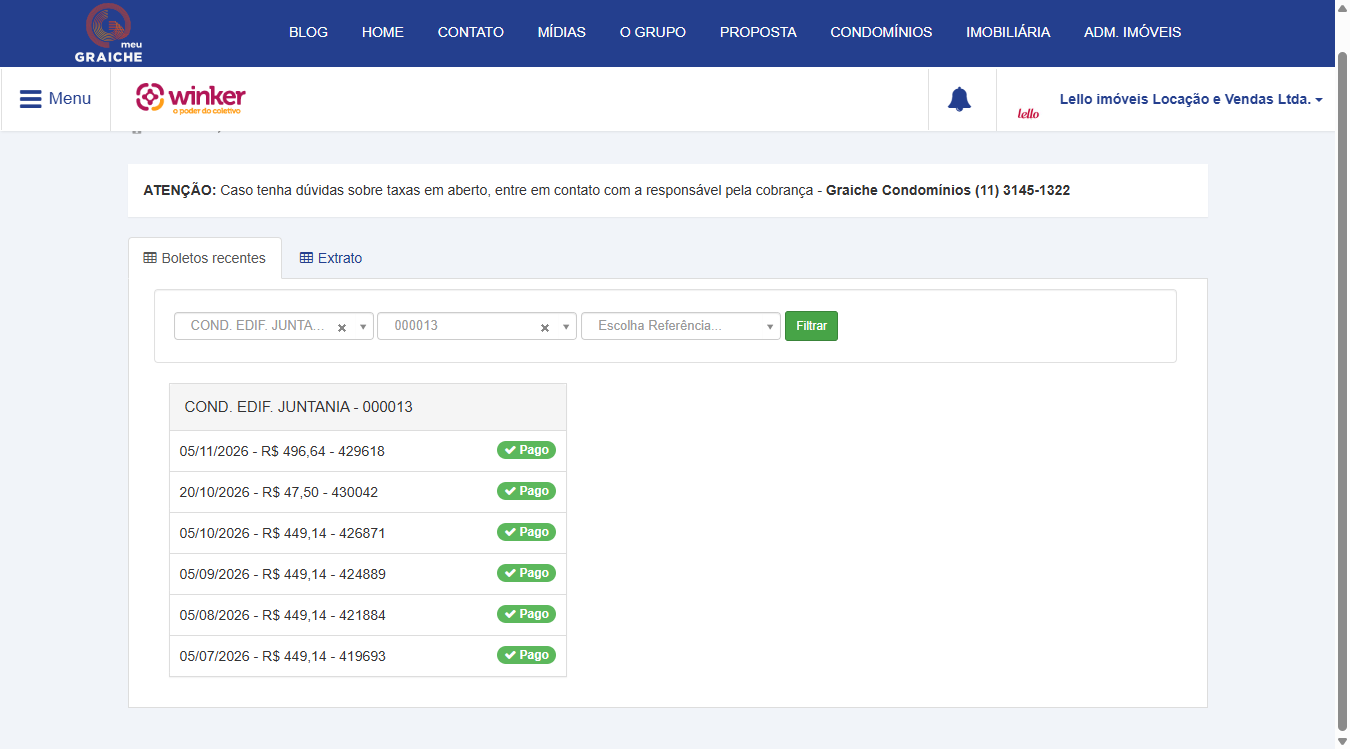 meu
GRAICHE
BLOG HOME CONTATO MÍDIAS O GRUPO PROPOSTA CONDOMÍNIOS IMOBILIÁRIA ADM. IMÓVEIS
Menu
winker
o poder do coletivo
lello
Lello imóveis Locação e Vendas Ltda.
ATENÇÃO: Caso tenha dúvidas sobre taxas em aberto, entre em contato com a responsável pela cobrança - Graiche Condomínios (11) 3145-1322
Boletos recentes Extrato
COND. EDIF. JUNTA... × 000013 × Escolha Referência... Filtrar
COND. EDIF. JUNTANIA - 000013
05/11/2026 - R$ 496,64 - 429618 Pago
20/10/2026 - R$ 47,50 - 430042 Pago
05/10/2026 - R$ 449,14 - 426871 Pago
05/09/2026 - R$ 449,14 - 424889 Pago
05/08/2026 - R$ 449,14 - 421884 Pago
05/07/2026 - R$ 449,14 - 419693 Pago